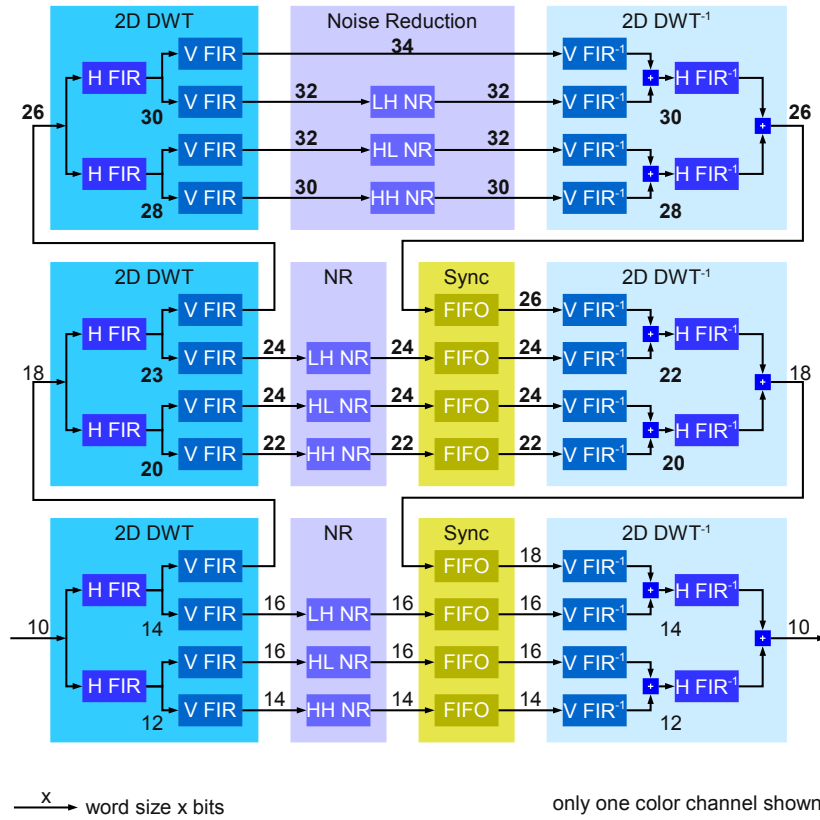 2D DWT Noise Reduction 2D DWT-1
V FIR 34 V FIR-1
H FIR + H FIR-1
V FIR 32 LH NR 32 V FIR-1
26 30 30 26
+
V FIR 32 HL NR 32 V FIR-1
H FIR + H FIR-1
V FIR 30 HH NR 30 V FIR-1
28 28
2D DWT NR Sync 2D DWT-1
V FIR FIFO 26 V FIR-1
H FIR + H FIR-1
V FIR 24 LH NR 24 FIFO 24 V FIR-1
18 23 22 18
+
V FIR 24 HL NR 24 FIFO 24 V FIR-1
H FIR + H FIR-1
V FIR 22 HH NR 22 FIFO 22 V FIR-1
20 20
2D DWT NR Sync 2D DWT-1
V FIR FIFO 18 V FIR-1
H FIR + H FIR-1
V FIR 16 LH NR 16 FIFO 16 V FIR-1
10 14 14 10
+
V FIR 16 HL NR 16 FIFO 16 V FIR-1
H FIR + H FIR-1
V FIR 14 HH NR 14 FIFO 14 V FIR-1
12 12
x word size x bits only one color channel shown